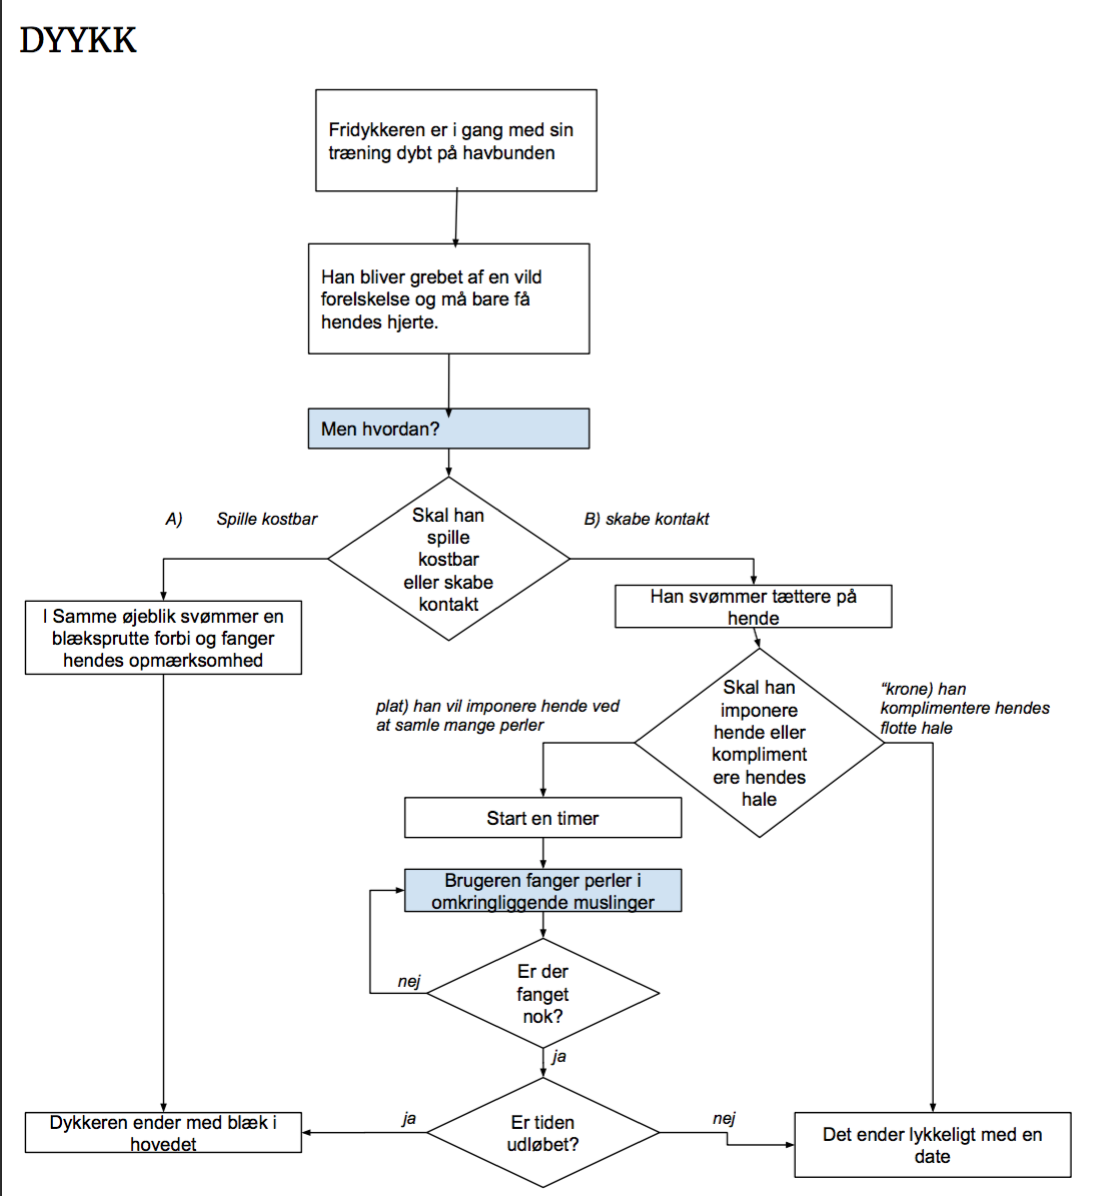 DYYKK
Fridykkeren er i gang med sin
træning dybt på havbunden
Han bliver grebet af en vild
forelskelse og må bare få
hendes hjerte.
Men hvordan?
Skal han
spille
kostbar
eller skabe
kontakt
A) Spille kostbar
B) skabe kontakt
I Samme øjeblik svømmer en
blæksprutte forbi og fanger
hendes opmærksomhed
Han svømmer tættere på
hende
Skal han
imponere
hende eller
kompliment
ere hendes
hale
plat) han vil imponere hende ved
at samle mange perler
“krone) han
komplimentere hendes
flotte hale
Start en timer
Brugeren fanger perler i
omkringliggende muslinger
Er der
fanget
nok?
nej
ja
Er tiden
udløbet?
ja
nej
Dykkeren ender med blæk i
hovedet
Det ender lykkeligt med en
date